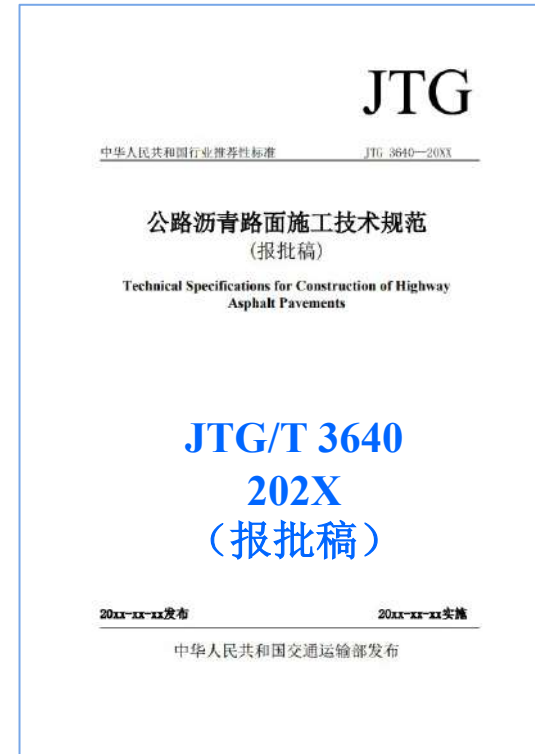 JTG
中华人民共和国行业推荐性标准 JTG 3640—20XX
公路沥青路面施工技术规范
(报批稿)
Technical Specifications for Construction of Highway
Asphalt Pavements
JTG/T 3640
202X
（报批稿）
20xx-xx-xx发布 20xx-xx-xx实施
中华人民共和国交通运输部发布